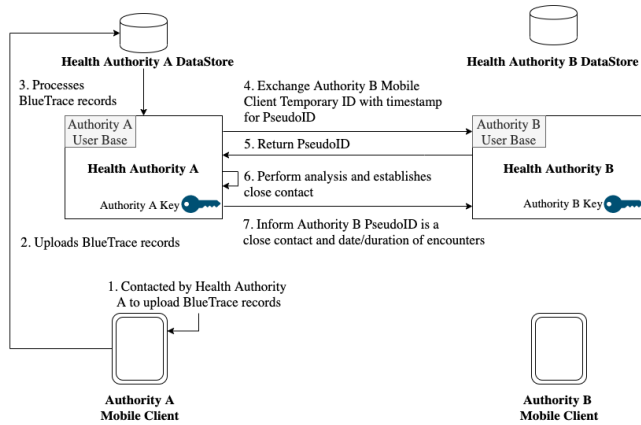 Health Authority A DataStore
Health Authority B DataStore
3. Processes
BlueTrace records
4. Exchange Authority B Mobile
Client Temporary ID with timestamp
for PseudoID
Authority A
User Base
Authority B
User Base
5. Return PseudoID
Health Authority A
Health Authority B
6. Perform analysis and establishes
close contact
Authority A Key
Authority B Key
7. Inform Authority B PseudoID is a
close contact and date/duration of encounters
2. Uploads BlueTrace records
1. Contacted by Health Authority
A to upload BlueTrace records
Authority A
Mobile Client
Authority B
Mobile Client